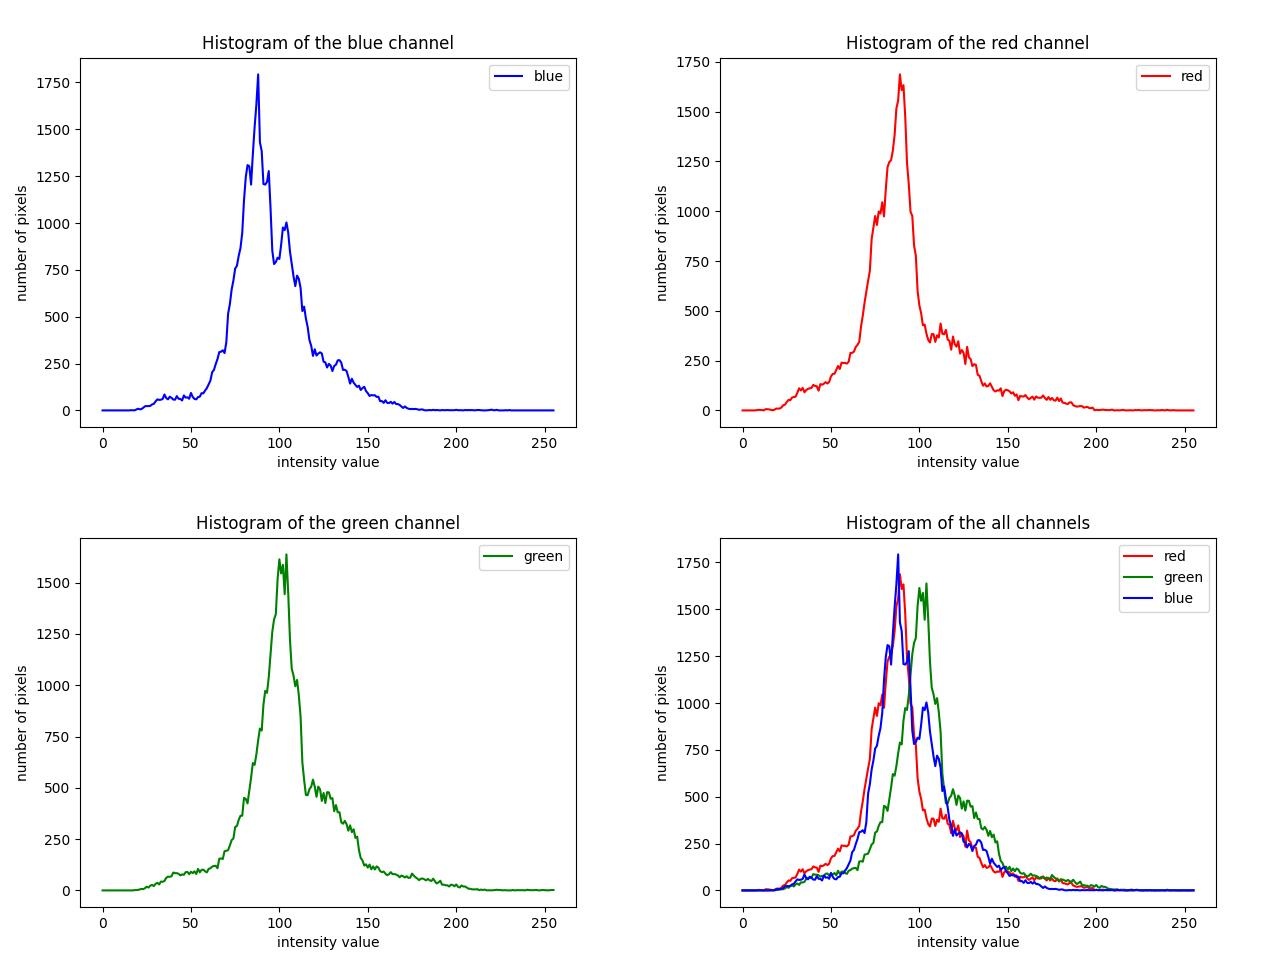 Histogram of the blue channel
blue
1750
1500
1250
1000
750
500
250
0
number of pixels
0 50 100 150 200 250
intensity value
Histogram of the red channel
red
1750
1500
1250
1000
750
500
250
0
number of pixels
0 50 100 150 200 250
intensity value
Histogram of the green channel
green
1500
1250
1000
750
500
250
0
number of pixels
0 50 100 150 200 250
intensity value
Histogram of the all channels
red
green
blue
1750
1500
1250
1000
750
500
250
0
number of pixels
0 50 100 150 200 250
intensity value